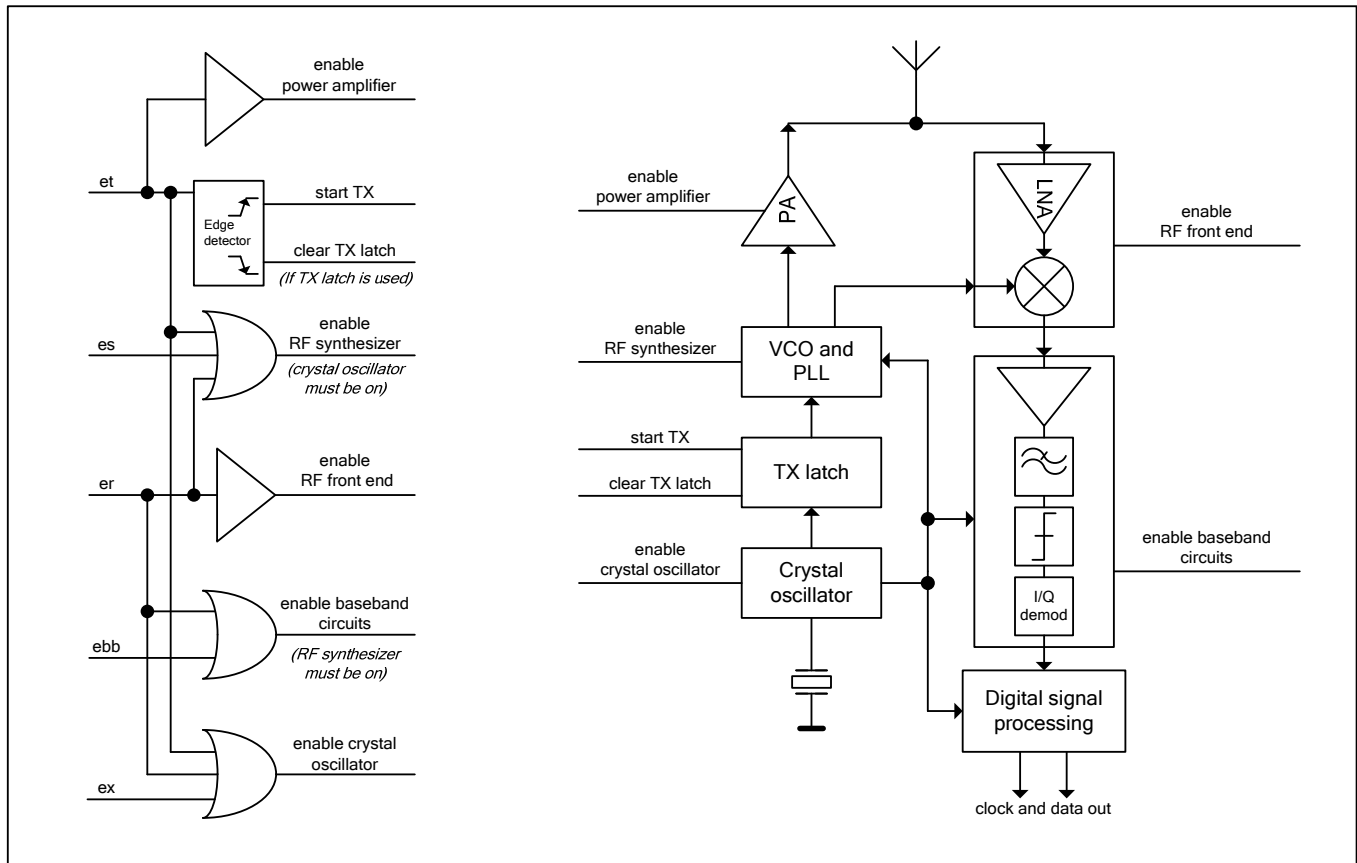 enable
power amplifier
et
Edge
detector
start TX
clear TX latch
(If TX latch is used)
es
enable
RF synthesizer
(crystal oscillator
must be on)
er
enable
RF front end
ebb
enable baseband
circuits
(RF synthesizer
must be on)
ex
enable crystal
oscillator
enable
power amplifier
PA
LNA
enable
RF front end
enable
RF synthesizer
VCO and
PLL
start TX
clear TX latch
TX latch
enable
crystal oscillator
Crystal
oscillator
I/Q
demod
enable baseband
circuits
Digital signal
processing
clock and data out